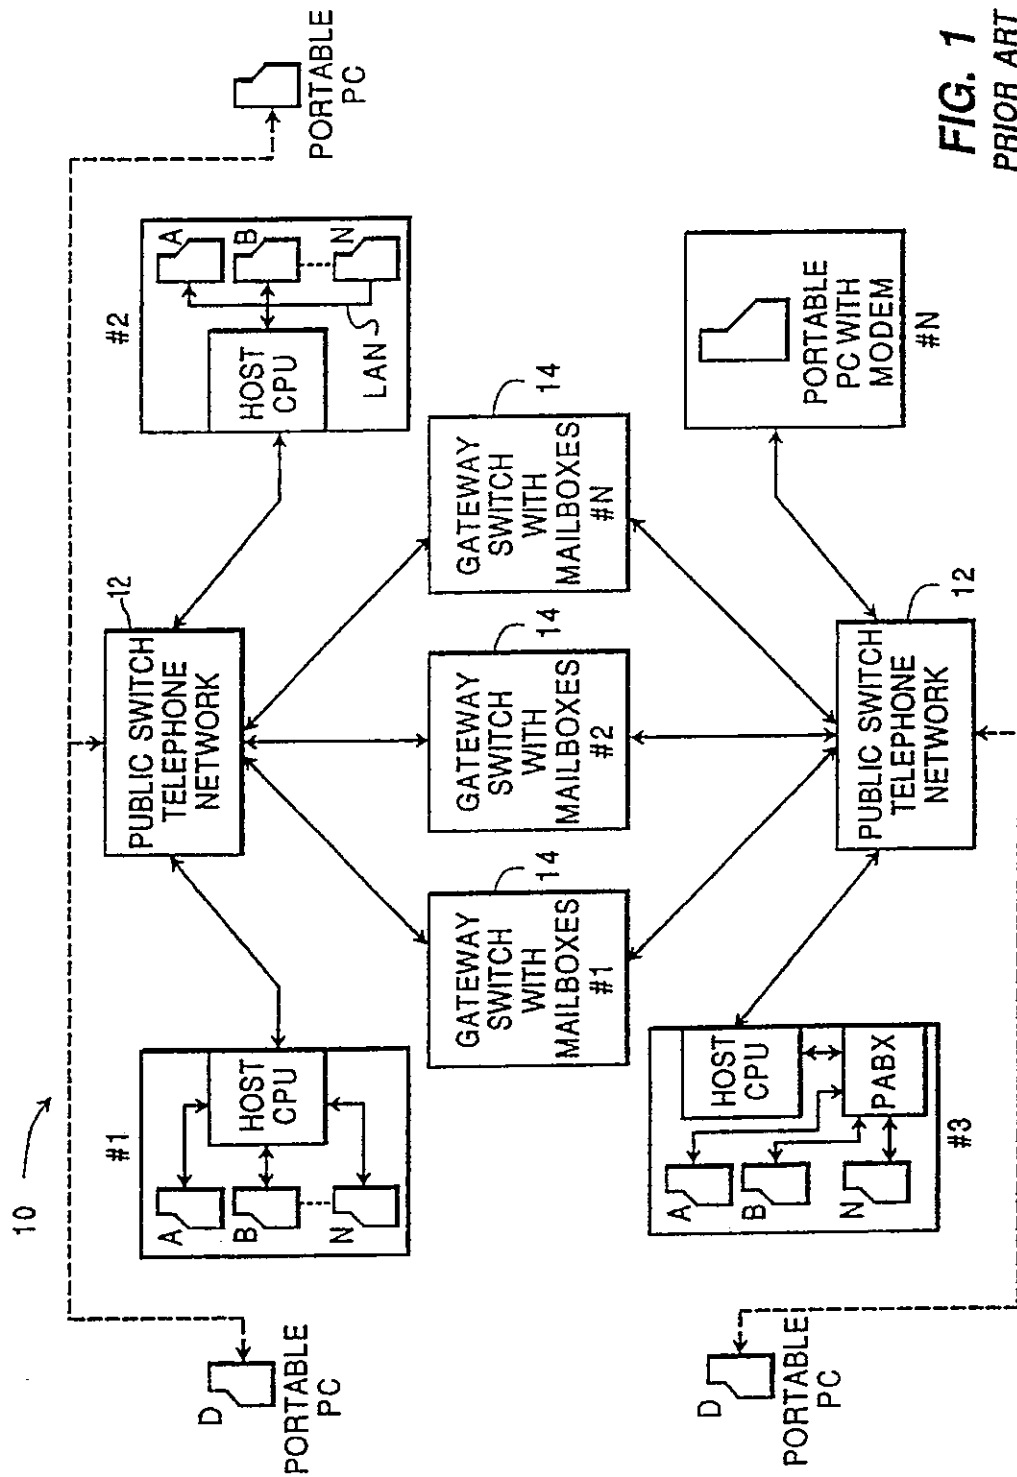 10
D
PORTABLE
PC
#1
A
B
N
HOST
CPU
PUBLIC SWITCH
TELEPHONE
NETWORK
12
#2
HOST
CPU
LAN
A
B
N
PORTABLE
PC
GATEWAY
SWITCH
WITH
MAILBOXES
#1
14
GATEWAY
SWITCH
WITH
MAILBOXES
#2
14
GATEWAY
SWITCH
WITH
MAILBOXES
#N
14
D
PORTABLE
PC
A
B
N
HOST
CPU
PABX
#3
PUBLIC SWITCH
TELEPHONE
NETWORK
12
PORTABLE
PC WITH
MODEM
#N
FIG. 1
PRIOR ART